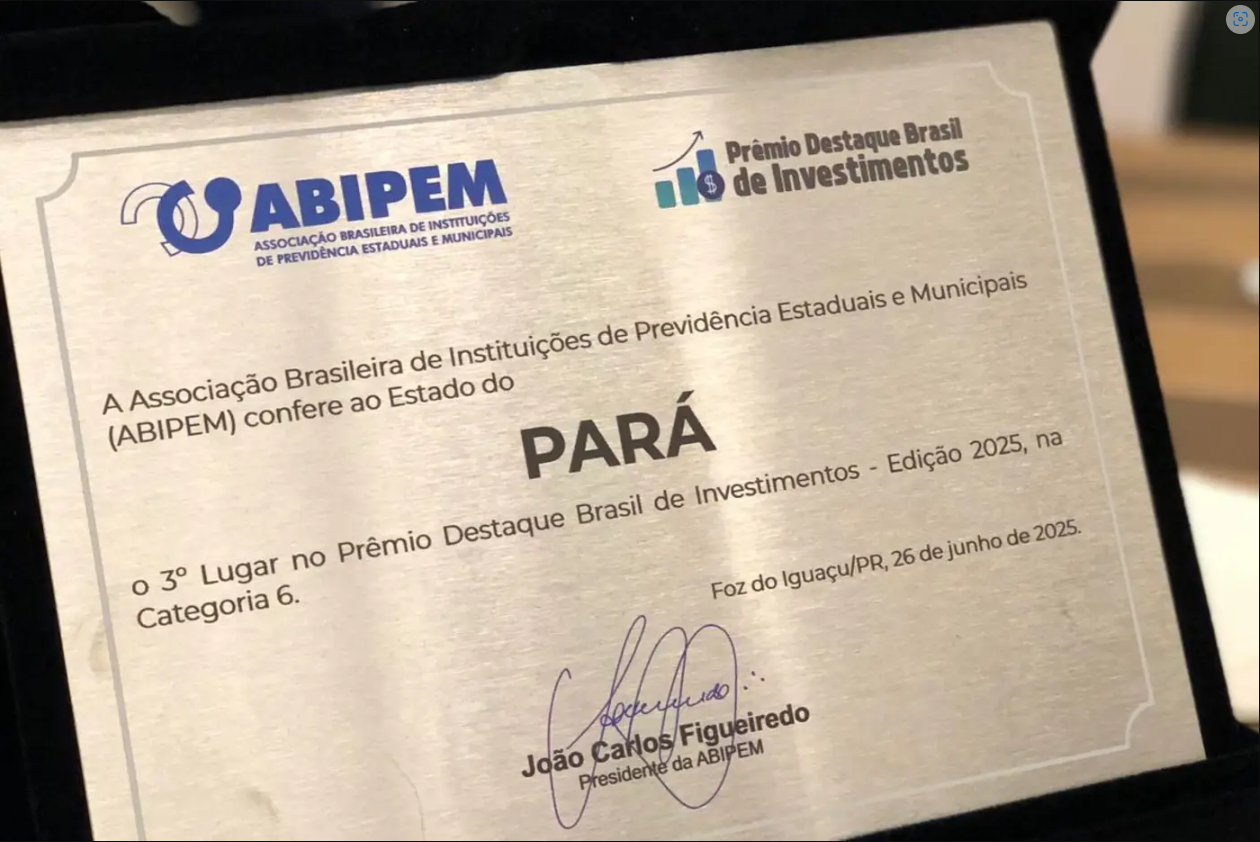 ABIPEM
ASSOCIAÇÃO BRASILEIRA DE INSTITUIÇÕES
DE PREVIDÊNCIA ESTADUAIS E MUNICIPAIS
Prêmio Destaque Brasil
de Investimentos
A Associação Brasileira de Instituições de Previdência Estaduais e Municipais
(ABIPEM) confere ao Estado do
PARÁ
o 3º Lugar no Prêmio Destaque Brasil de Investimentos - Edição 2025, na
Categoria 6.
Foz do Iguaçu/PR, 26 de junho de 2025.
João Carlos Figueiredo
Presidente da ABIPEM